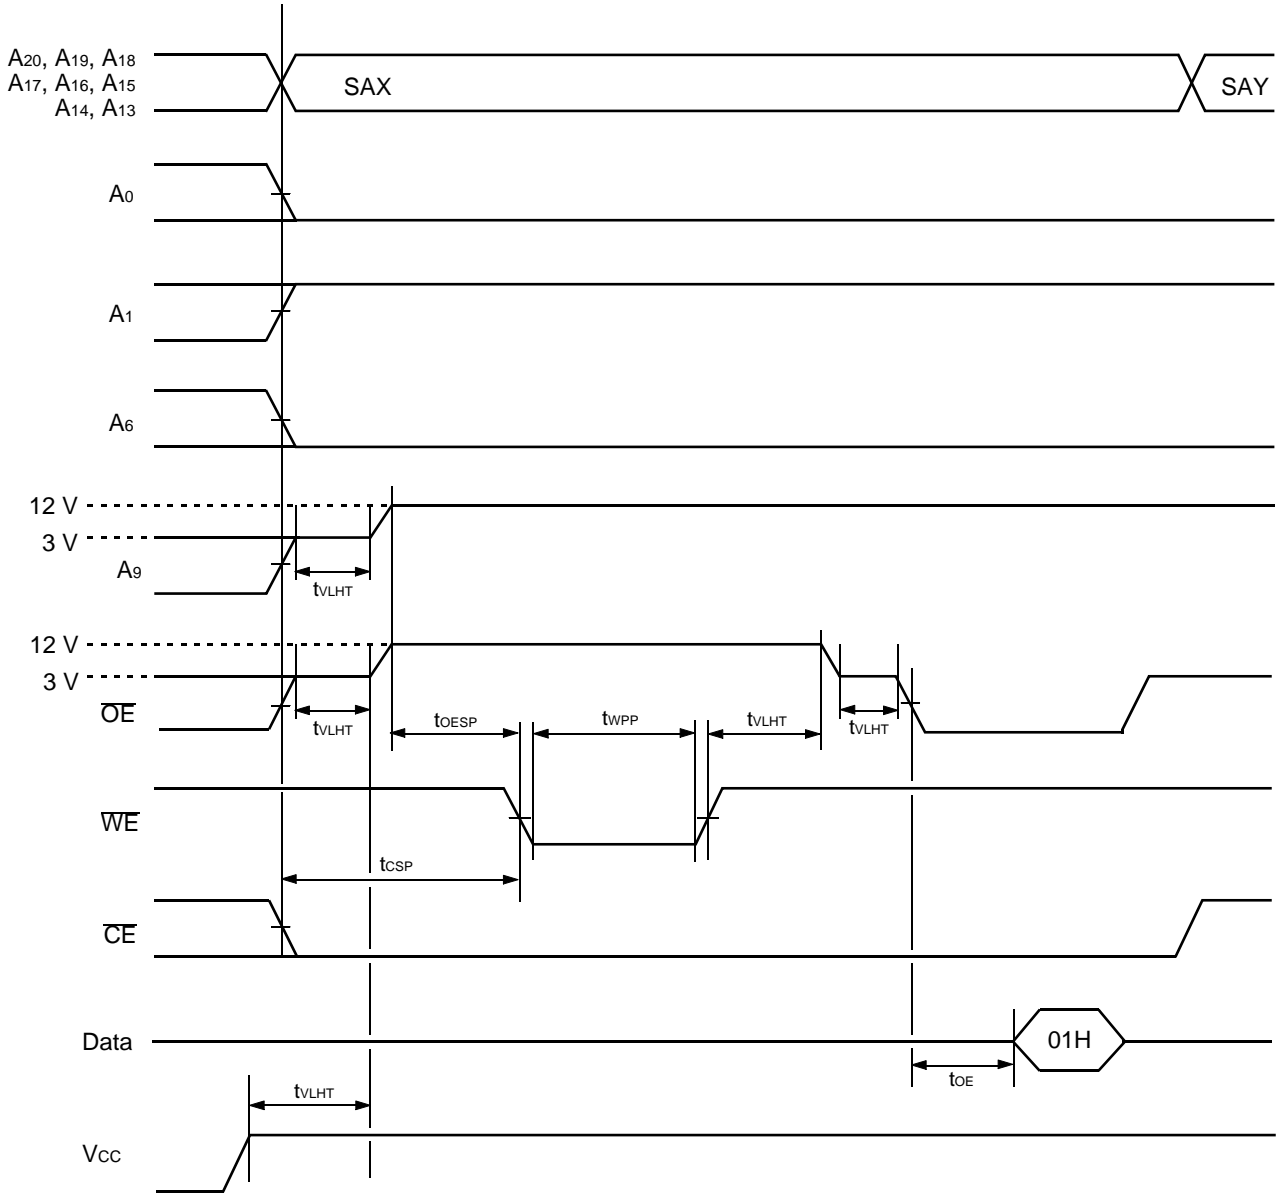 A20, A19, A18
A17, A16, A15
A14, A13
SAX
SAY
A0
A1
A6
12 V
3 V
A9
tVLHT
12 V
3 V
OE
tVLHT
tOESP
tWPP
tVLHT
tVLHT
WE
tCSP
CE
Data
01H
tOE
tVLHT
VCC